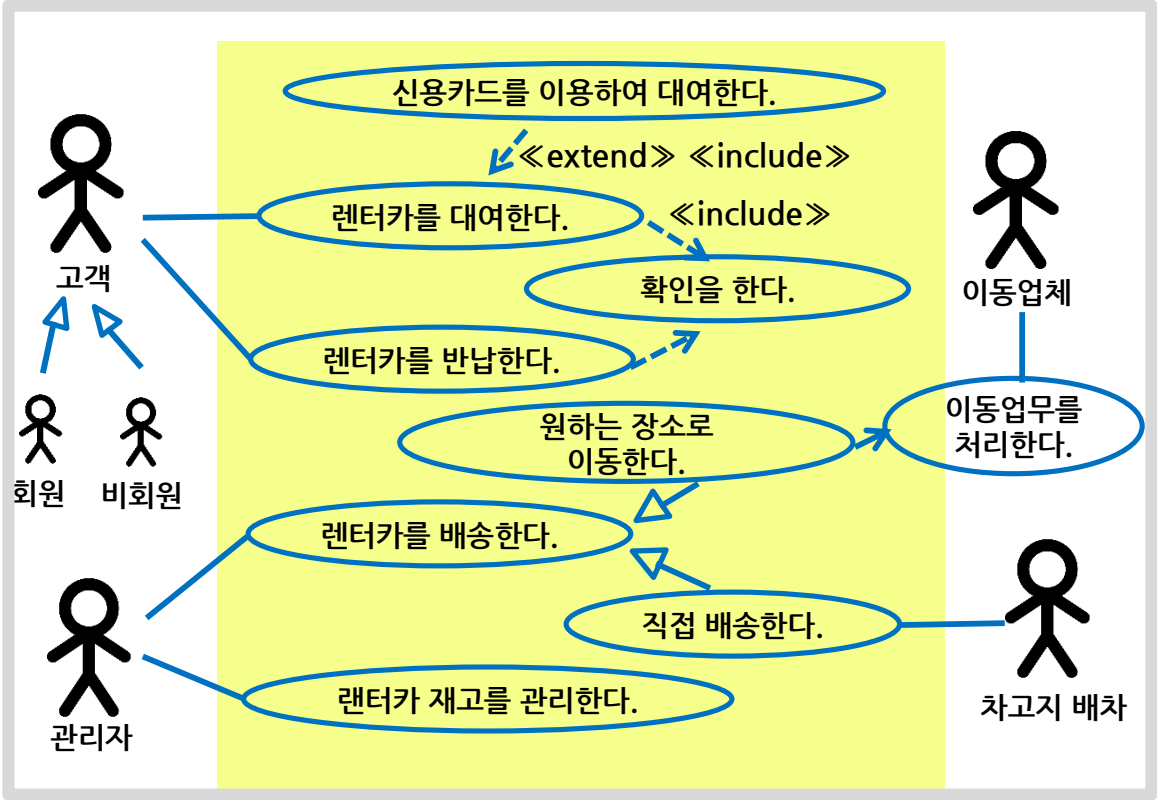 신용카드를 이용하여 대여한다.
≪extend≫ ≪include≫
렌터카를 대여한다.
≪include≫
고객
확인을 한다.
이동업체
렌터카를 반납한다.
원하는 장소로
이동한다.
이동업무를
처리한다.
회원
비회원
렌터카를 배송한다.
직접 배송한다.
랜터카 재고를 관리한다.
관리자
차고지 배차